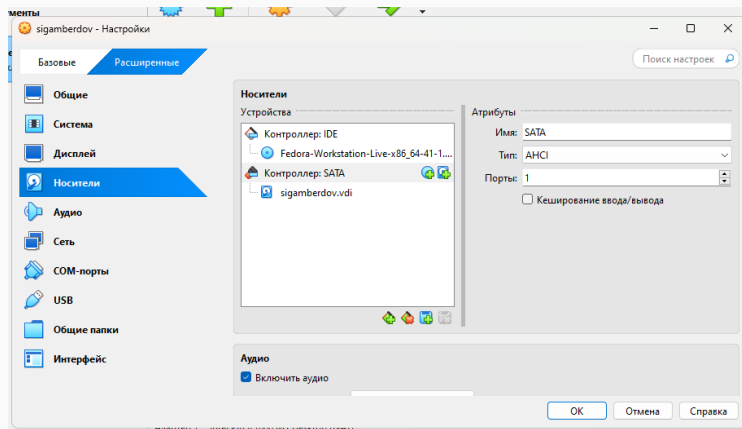 менты
sigamberdov - Настройки
Базовые
Расширенные
Поиск настроек
Общие
Система
Дисплей
Носители
Аудио
Сеть
COM-порты
USB
Общие папки
Интерфейс
Носители
Устройства
Контроллер: IDE
Fedora-Workstation-Live-x86_64-41-1....
Контроллер: SATA
sigamberdov.vdi
Атрибуты
Имя: SATA
Тип: AHCI
Порты: 1
Кеширование ввода/вывода
Аудио
Включить аудио
OK
Отмена
Справка